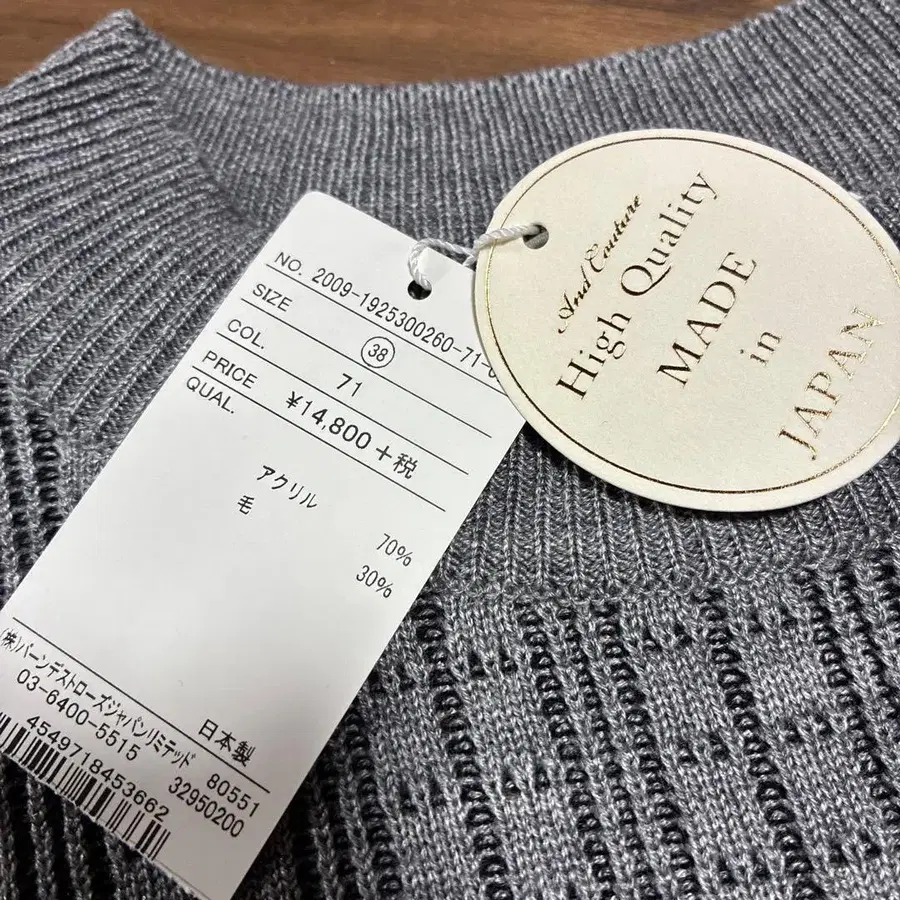 NO. 2009-1925300260-71-
SIZE 38
COL. 71
PRICE ¥14,800+税
QUAL.
アクリル 70%
毛 30%
日本製
(株)バーンデストローズジャパンリミテッド 80551
03-6400-5515 32950200
4549718453662
And Couture
High Quality
MADE
in
JAPAN